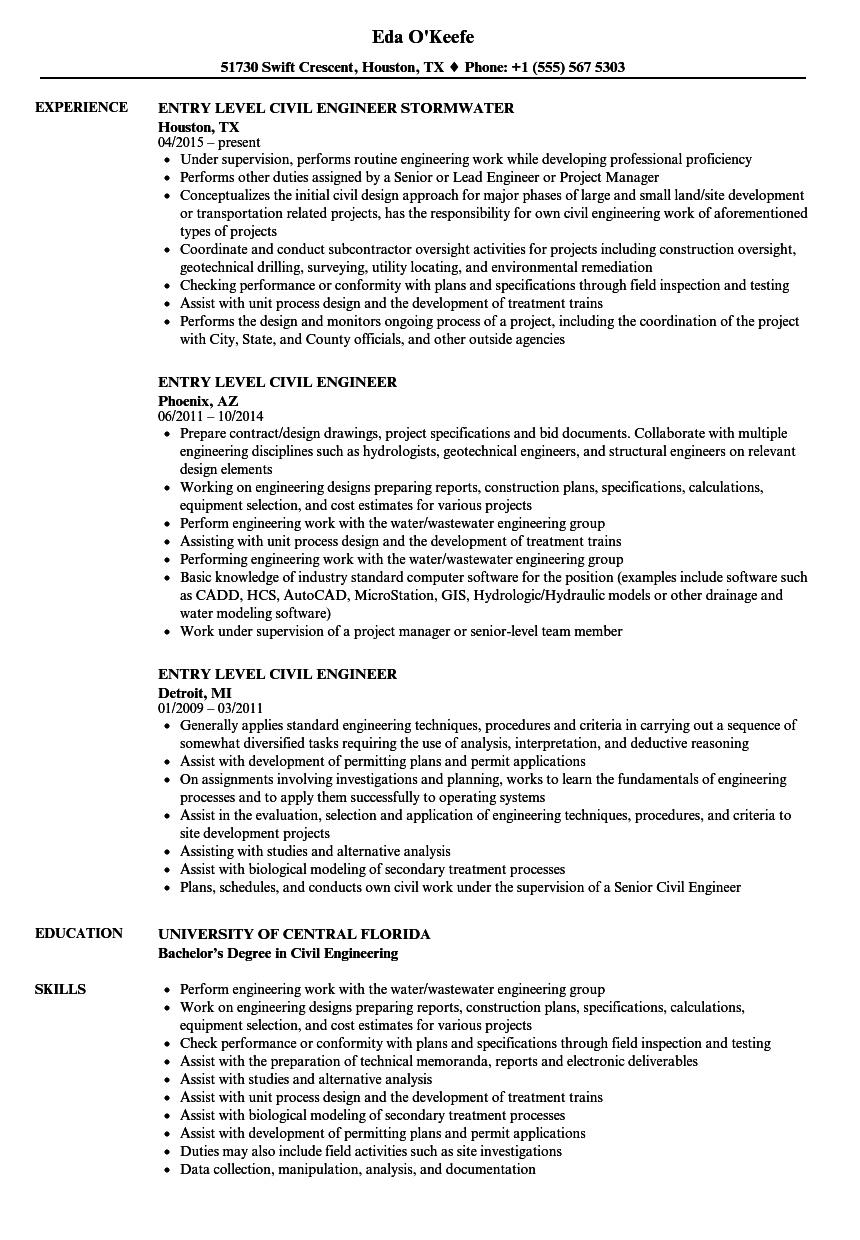 Eda O'Keefe
51730 Swift Crescent, Houston, TX ♦ Phone: +1 (555) 567 5303
EXPERIENCE
ENTRY LEVEL CIVIL ENGINEER STORMWATER
Houston, TX
04/2015 – present
• Under supervision, performs routine engineering work while developing professional proficiency
• Performs other duties assigned by a Senior or Lead Engineer or Project Manager
• Conceptualizes the initial civil design approach for major phases of large and small land/site development
or transportation related projects, has the responsibility for own civil engineering work of aforementioned
types of projects
• Coordinate and conduct subcontractor oversight activities for projects including construction oversight,
geotechnical drilling, surveying, utility locating, and environmental remediation
• Checking performance or conformity with plans and specifications through field inspection and testing
• Assist with unit process design and the development of treatment trains
• Performs the design and monitors ongoing process of a project, including the coordination of the project
with City, State, and County officials, and other outside agencies
ENTRY LEVEL CIVIL ENGINEER
Phoenix, AZ
06/2011 – 10/2014
• Prepare contract/design drawings, project specifications and bid documents. Collaborate with multiple
engineering disciplines such as hydrologists, geotechnical engineers, and structural engineers on relevant
design elements
• Working on engineering designs preparing reports, construction plans, specifications, calculations,
equipment selection, and cost estimates for various projects
• Perform engineering work with the water/wastewater engineering group
• Assisting with unit process design and the development of treatment trains
• Performing engineering work with the water/wastewater engineering group
• Basic knowledge of industry standard computer software for the position (examples include software such
as CADD, HCS, AutoCAD, MicroStation, GIS, Hydrologic/Hydraulic models or other drainage and
water modeling software)
• Work under supervision of a project manager or senior-level team member
ENTRY LEVEL CIVIL ENGINEER
Detroit, MI
01/2009 – 03/2011
• Generally applies standard engineering techniques, procedures and criteria in carrying out a sequence of
somewhat diversified tasks requiring the use of analysis, interpretation, and deductive reasoning
• Assist with development of permitting plans and permit applications
• On assignments involving investigations and planning, works to learn the fundamentals of engineering
processes and to apply them successfully to operating systems
• Assist in the evaluation, selection and application of engineering techniques, procedures, and criteria to
site development projects
• Assisting with studies and alternative analysis
• Assist with biological modeling of secondary treatment processes
• Plans, schedules, and conducts own civil work under the supervision of a Senior Civil Engineer
EDUCATION
UNIVERSITY OF CENTRAL FLORIDA
Bachelor's Degree in Civil Engineering
SKILLS
• Perform engineering work with the water/wastewater engineering group
• Work on engineering designs preparing reports, construction plans, specifications, calculations,
equipment selection, and cost estimates for various projects
• Check performance or conformity with plans and specifications through field inspection and testing
• Assist with the preparation of technical memoranda, reports and electronic deliverables
• Assist with studies and alternative analysis
• Assist with unit process design and the development of treatment trains
• Assist with biological modeling of secondary treatment processes
• Assist with development of permitting plans and permit applications
• Duties may also include field activities such as site investigations
• Data collection, manipulation, analysis, and documentation